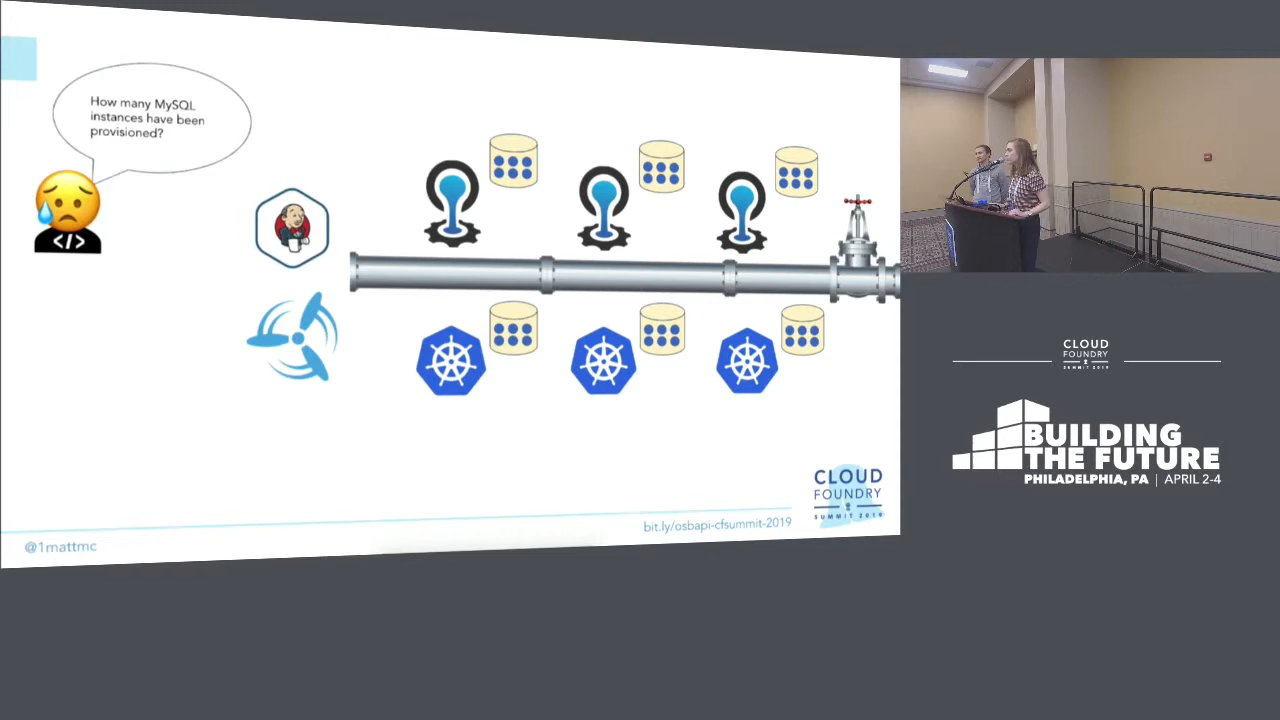 How many MySQL
instances have been
provisioned?
</>
CLOUD
FOUNDRY
SUMMIT 2019
bit.ly/osbapi-cfsummit-2019
@1mattmc
CLOUD
FOUNDRY
SUMMIT 2019
BUILDING
THE FUTURE
PHILADELPHIA, PA | APRIL 2-4